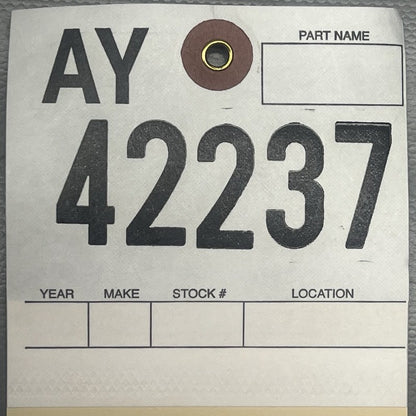 AY
PART NAME
42237
YEAR MAKE STOCK # LOCATION